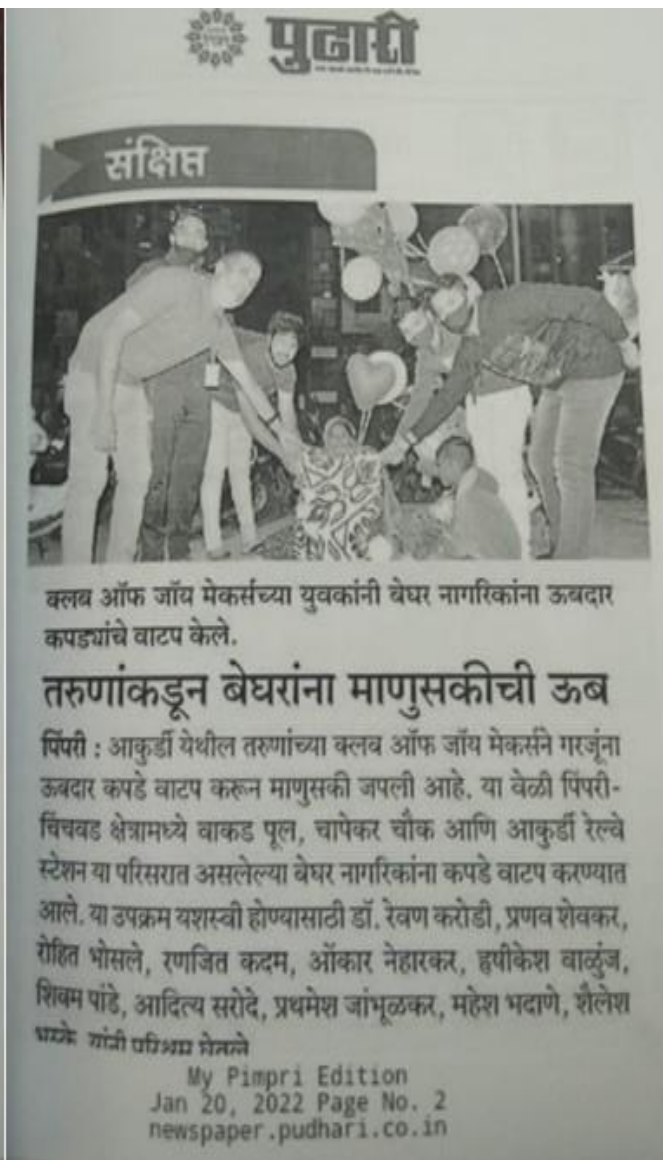 पुढारी
संक्षिप्त
क्लब ऑफ जॉय मेकर्सच्या युवकांनी बेघर नागरिकांना ऊबदार
कपड्यांचे वाटप केले.
तरुणांकडून बेघरांना माणुसकीची ऊब
पिंपरी : आकुर्डी येथील तरुणांच्या क्लब ऑफ जॉय मेकर्सने गरजूंना
ऊबदार कपडे वाटप करून माणुसकी जपली आहे. या वेळी पिंपरी-
चिंचवड क्षेत्रामध्ये वाकड पूल, चापेकर चौक आणि आकुर्डी रेल्वे
स्टेशन या परिसरात असलेल्या बेघर नागरिकांना कपडे वाटप करण्यात
आले. या उपक्रम यशस्वी होण्यासाठी डॉ. रेवण करोडी, प्रणव शेवकर,
रोहित भोसले, रणजित कदम, ओंकार नेहारकर, हृषीकेश वाळुंज,
शिवम पांडे, आदित्य सरोदे, प्रथमेश जांभूळकर, महेश भदाणे, शैलेश
यांनी परिश्रम घेतले
My Pimpri Edition
Jan 20, 2022 Page No. 2
newspaper.pudhari.co.in